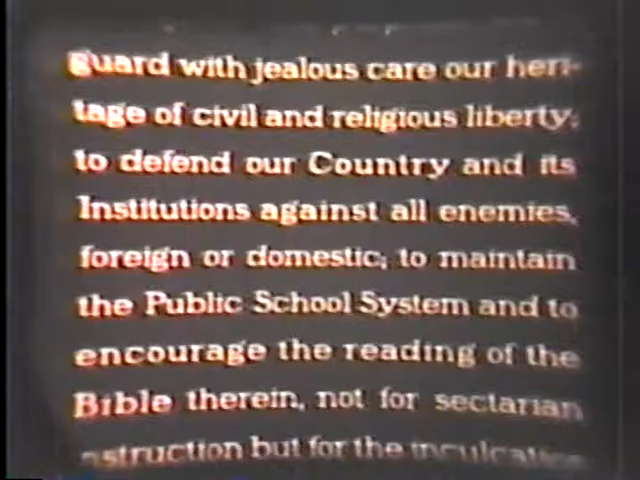 guard with jealous care our heri-
tage of civil and religious liberty;
to defend our Country and its
Institutions against all enemies,
foreign or domestic; to maintain
the Public School System and to
encourage the reading of the
Bible therein, not for sectarian
instruction but for the inculcation